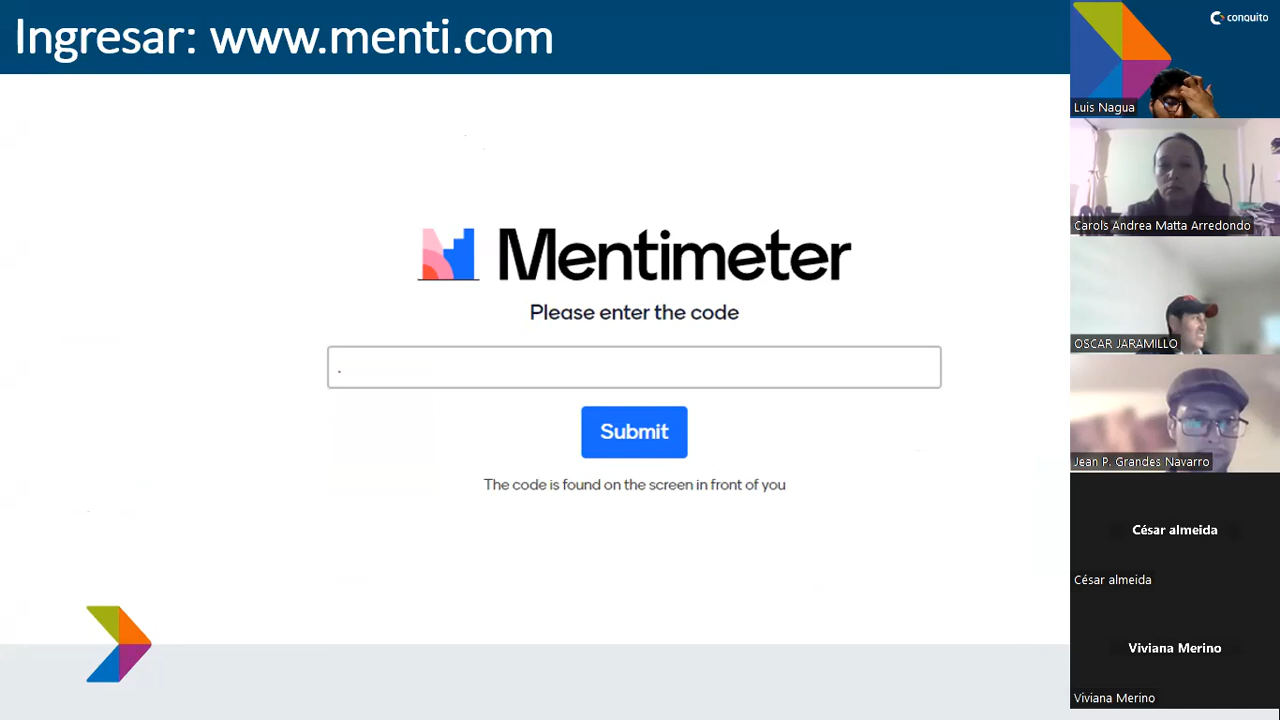 Ingresar: www.menti.com
Mentimeter
Please enter the code
.
Submit
The code is found on the screen in front of you
conquito
Luis Nagua
Carols Andrea Matta Arredondo
OSCAR JARAMILLO
Jean P. Grandes Navarro
César almeida
César almeida
Viviana Merino
Viviana Merino